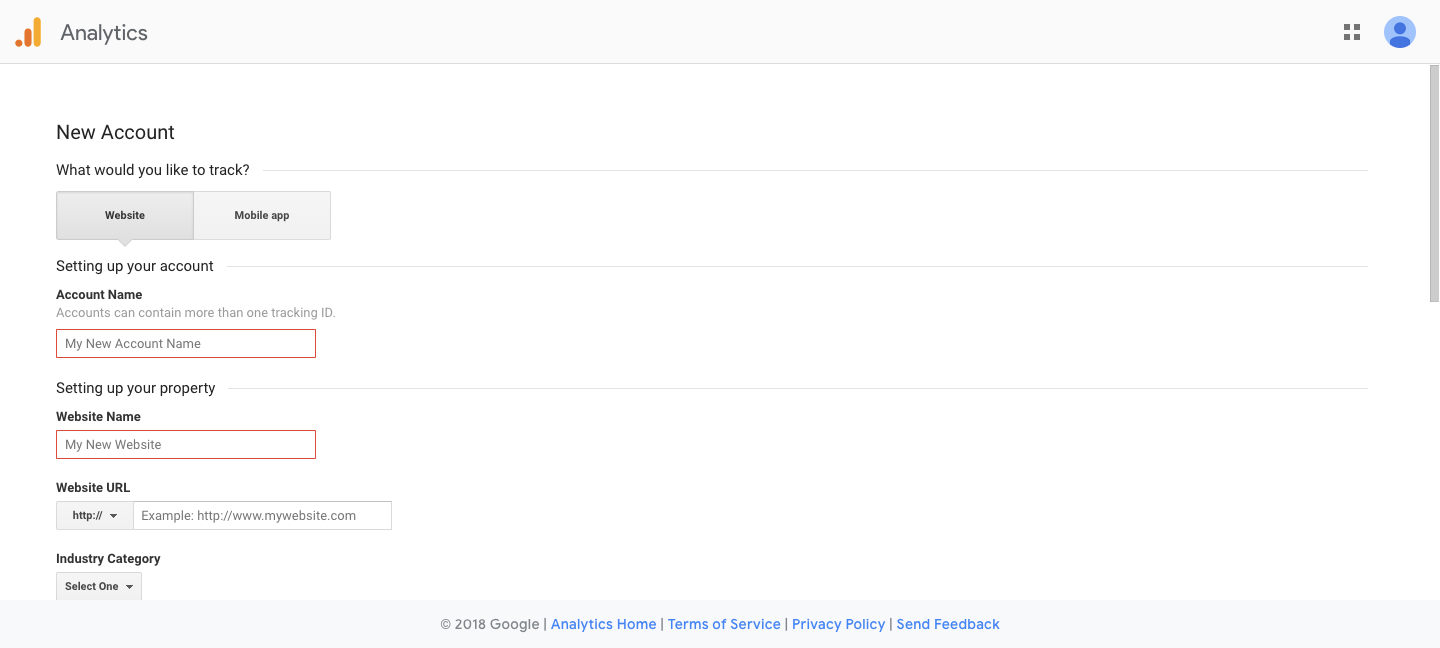 Analytics
New Account
What would you like to track?
Website Mobile app
Setting up your account
Account Name
Accounts can contain more than one tracking ID.
My New Account Name
Setting up your property
Website Name
My New Website
Website URL
http:// Example: http://www.mywebsite.com
Industry Category
Select One
© 2018 Google | Analytics Home | Terms of Service | Privacy Policy | Send Feedback